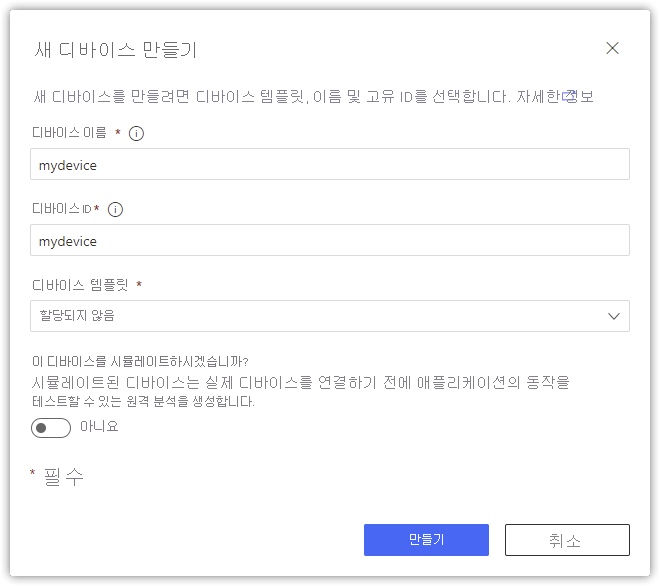 새 디바이스 만들기
새 디바이스를 만들려면 디바이스 템플릿, 이름 및 고유 ID를 선택합니다. 자세한 정보
디바이스 이름 *
mydevice
디바이스 ID *
mydevice
디바이스 템플릿 *
할당되지 않음
이 디바이스를 시뮬레이트하시겠습니까?
시뮬레이트된 디바이스는 실제 디바이스를 연결하기 전에 애플리케이션의 동작을
테스트할 수 있는 원격 분석을 생성합니다.
아니요
* 필수
만들기 취소